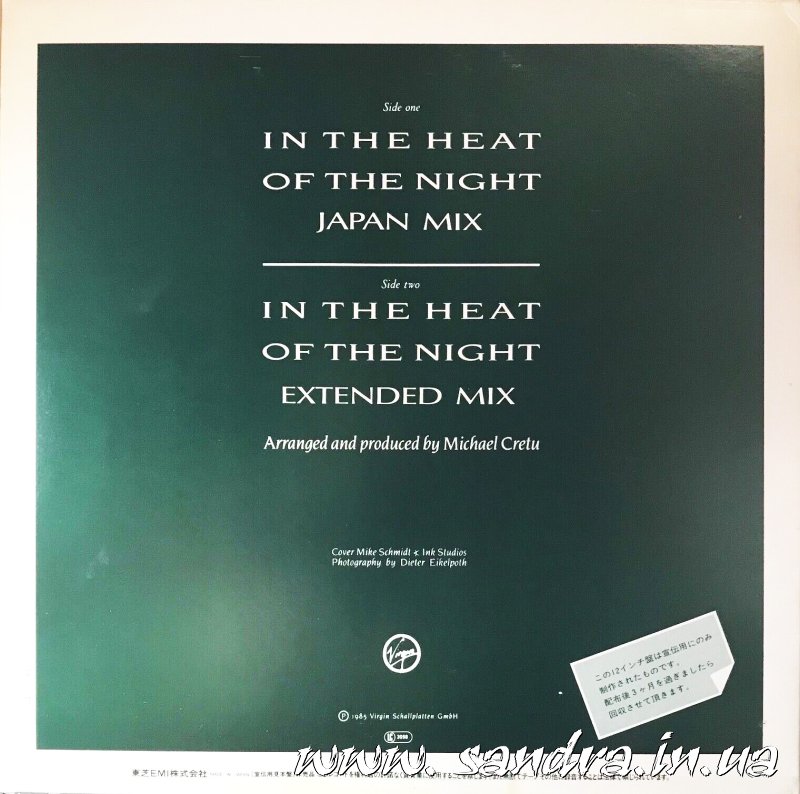 Side one
IN THE HEAT
OF THE NIGHT
JAPAN MIX
Side two
IN THE HEAT
OF THE NIGHT
EXTENDED MIX
Arranged and produced by Michael Cretu
Cover Mike Schmidt < Ink Studios
Photography by Dieter Eikelpoth
Virgin
この12インチ盤は宣伝用にのみ
制作されたものです。
配布後3ヶ月を過ぎましたら
回収させて頂きます。
Ⓟ 1985 Virgin Schallplatten GmbH
LC 3098
東芝EMI株式会社 MADE IN JAPAN
www.sandra.in.ua